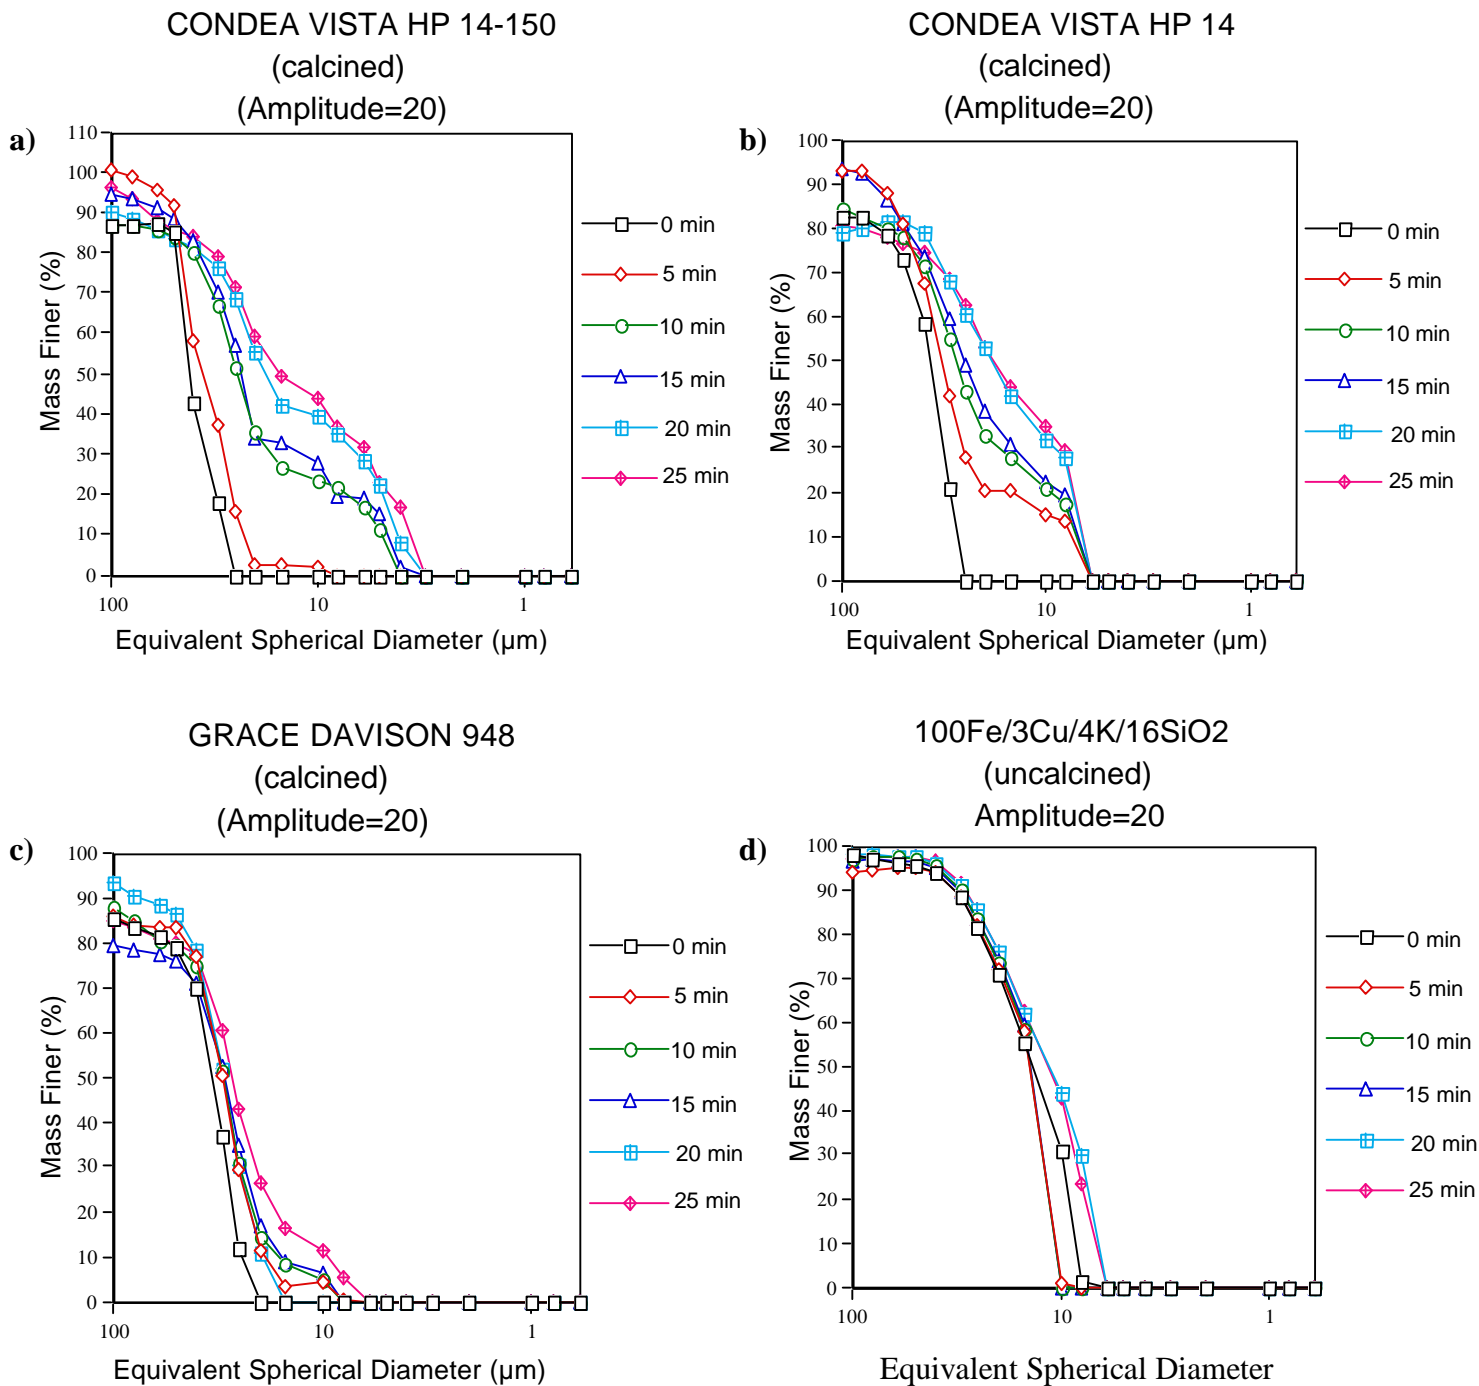 CONDEA VISTA HP 14-150
(calcined)
(Amplitude=20)
a)
110
100
90
80
70
60
50
40
30
20
10
0
Mass Finer (%)
100
10
1
Equivalent Spherical Diameter (µm)
0 min
5 min
10 min
15 min
20 min
25 min
CONDEA VISTA HP 14
(calcined)
(Amplitude=20)
b)
100
90
80
70
60
50
40
30
20
10
0
Mass Finer (%)
100
10
1
Equivalent Spherical Diameter (µm)
0 min
5 min
10 min
15 min
20 min
25 min
GRACE DAVISON 948
(calcined)
(Amplitude=20)
c)
100
90
80
70
60
50
40
30
20
10
0
Mass Finer (%)
100
10
1
Equivalent Spherical Diameter (µm)
0 min
5 min
10 min
15 min
20 min
25 min
100Fe/3Cu/4K/16SiO2
(uncalcined)
Amplitude=20
d)
100
90
80
70
60
50
40
30
20
10
0
Mass Finer (%)
100
10
1
Equivalent Spherical Diameter
0 min
5 min
10 min
15 min
20 min
25 min